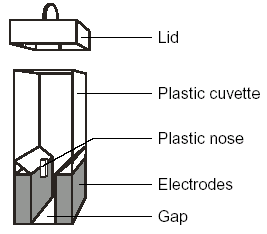 Lid
Plastic cuvette
Plastic nose
Electrodes
Gap